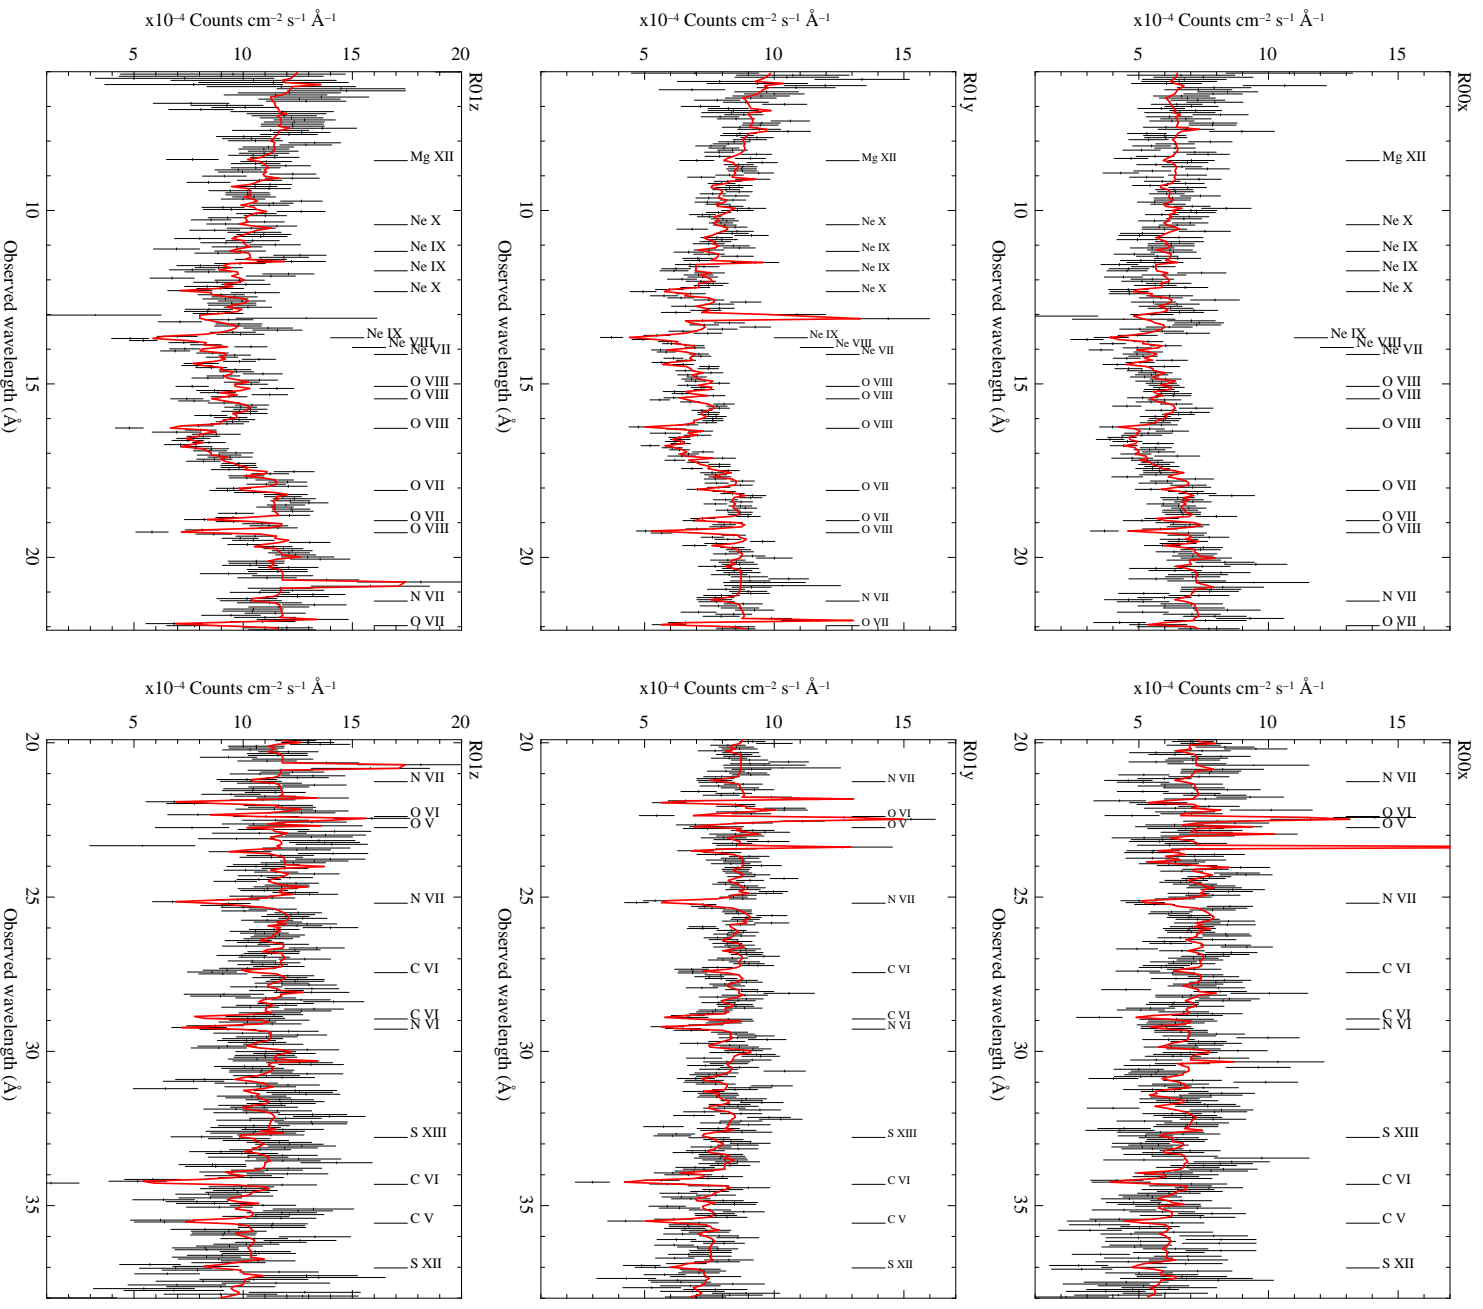 x10⁻⁴ Counts cm⁻² s⁻¹ Å⁻¹
5 10 15 20
R01z
Mg XII
10
Ne X
Ne IX
Ne IX
Ne X
Ne IX
Ne VIII
Ne VII
15
O VIII
O VIII
O VIII
O VII
O VII
O VIII
20
N VII
O VII
Observed wavelength (Å)
x10⁻⁴ Counts cm⁻² s⁻¹ Å⁻¹
5 10 15
R01y
Mg XII
10
Ne X
Ne IX
Ne IX
Ne X
Ne IX
Ne VIII
Ne VII
15
O VIII
O VIII
O VIII
O VII
O VII
O VIII
20
N VII
O VII
Observed wavelength (Å)
x10⁻⁴ Counts cm⁻² s⁻¹ Å⁻¹
5 10 15
R00x
Mg XII
10
Ne X
Ne IX
Ne IX
Ne X
Ne IX
Ne VIII
Ne VII
15
O VIII
O VIII
O VIII
O VII
O VII
O VIII
20
N VII
O VII
Observed wavelength (Å)
x10⁻⁴ Counts cm⁻² s⁻¹ Å⁻¹
5 10 15 20
R01z
20
N VII
O VI
O V
25
N VII
C VI
C VI
N VI
30
S XIII
C VI
35
C V
S XII
Observed wavelength (Å)
x10⁻⁴ Counts cm⁻² s⁻¹ Å⁻¹
5 10 15
R01y
20
N VII
O VI
O V
25
N VII
C VI
C VI
N VI
30
S XIII
C VI
35
C V
S XII
Observed wavelength (Å)
x10⁻⁴ Counts cm⁻² s⁻¹ Å⁻¹
5 10 15
R00x
20
N VII
O VI
O V
25
N VII
C VI
C VI
N VI
30
S XIII
C VI
35
C V
S XII
Observed wavelength (Å)